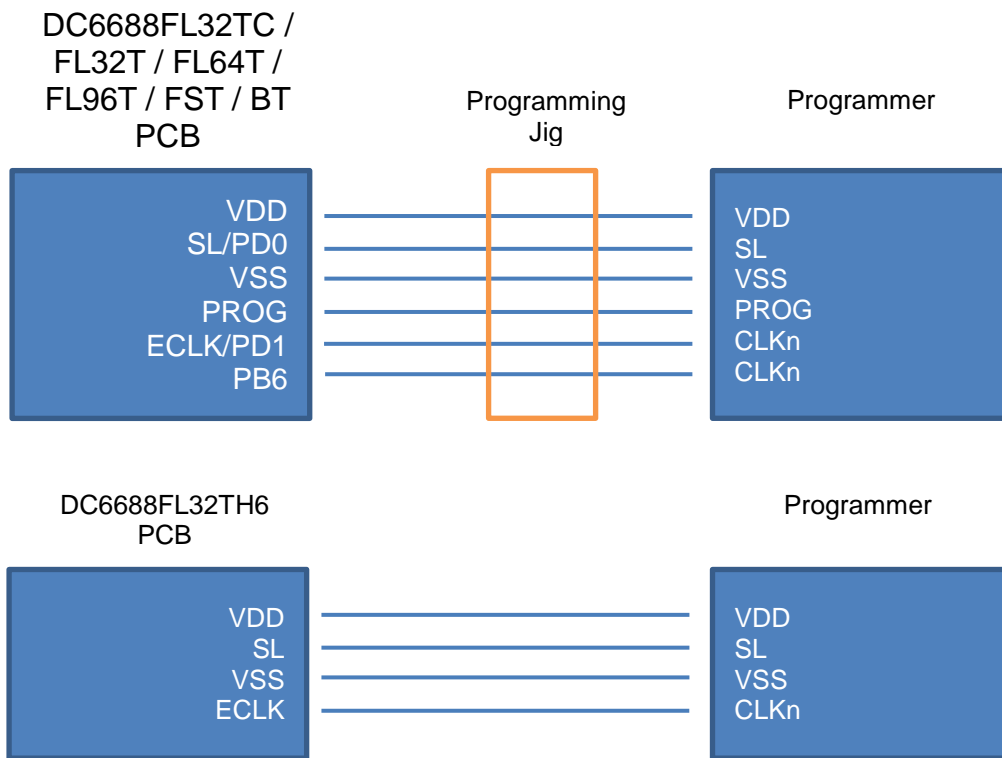 DC6688FL32TC /
FL32T / FL64T /
FL96T / FST / BT
PCB
Programming
Jig
Programmer
VDD
SL/PD0
VSS
PROG
ECLK/PD1
PB6
VDD
SL
VSS
PROG
CLKn
CLKn
DC6688FL32TH6
PCB
Programmer
VDD
SL
VSS
ECLK
VDD
SL
VSS
CLKn